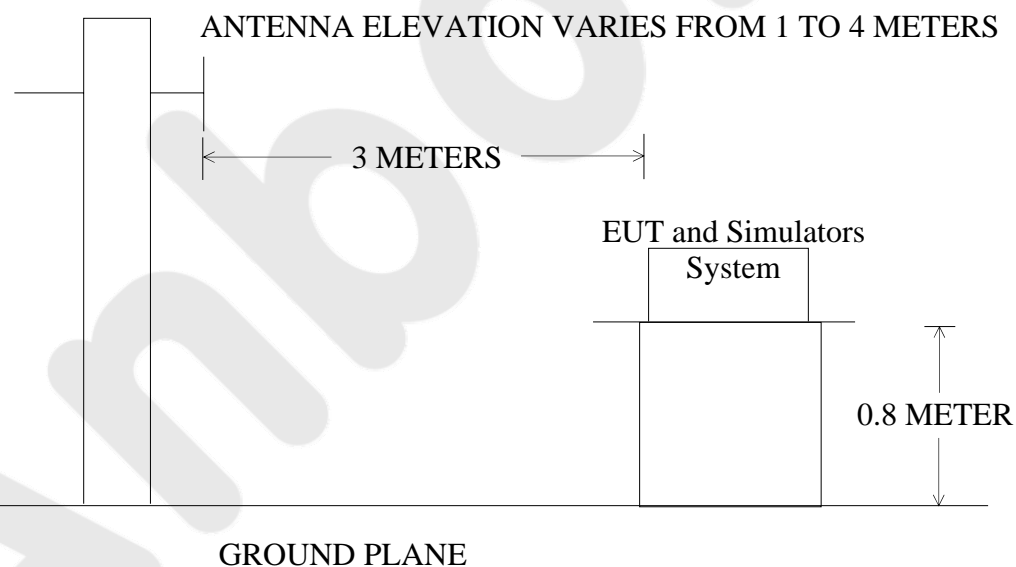 ANTENNA ELEVATION VARIES FROM 1 TO 4 METERS
3 METERS
EUT and Simulators
System
0.8 METER
GROUND PLANE